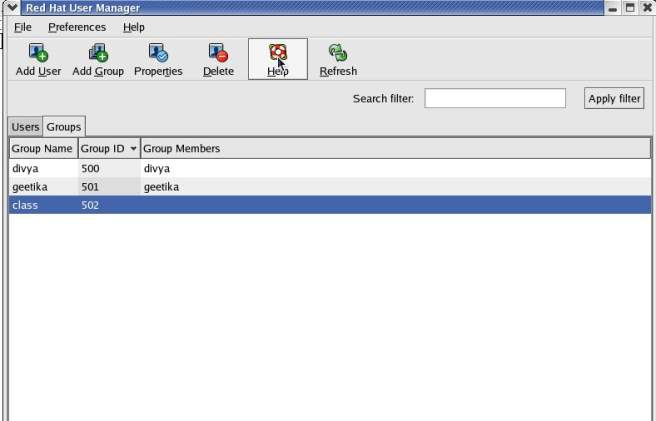 Red Hat User Manager
File Preferences Help
Add User Add Group Properties Delete Help Refresh
Search filter: Apply filter
Users Groups
Group Name Group ID Group Members
divya 500 divya
geetika 501 geetika
class 502